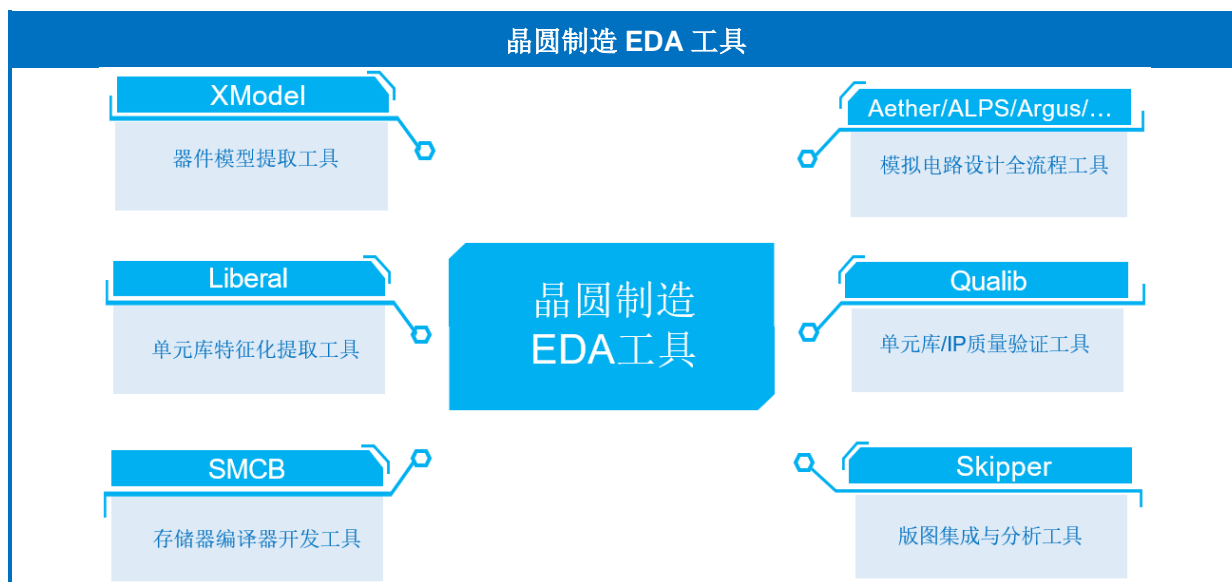 晶圆制造 EDA 工具
XModel
器件模型提取工具
Aether/ALPS/Argus/...
模拟电路设计全流程工具
Liberal
单元库特征化提取工具
晶圆制造
EDA工具
Qualib
单元库/IP质量验证工具
SMCB
存储器编译器开发工具
Skipper
版图集成与分析工具